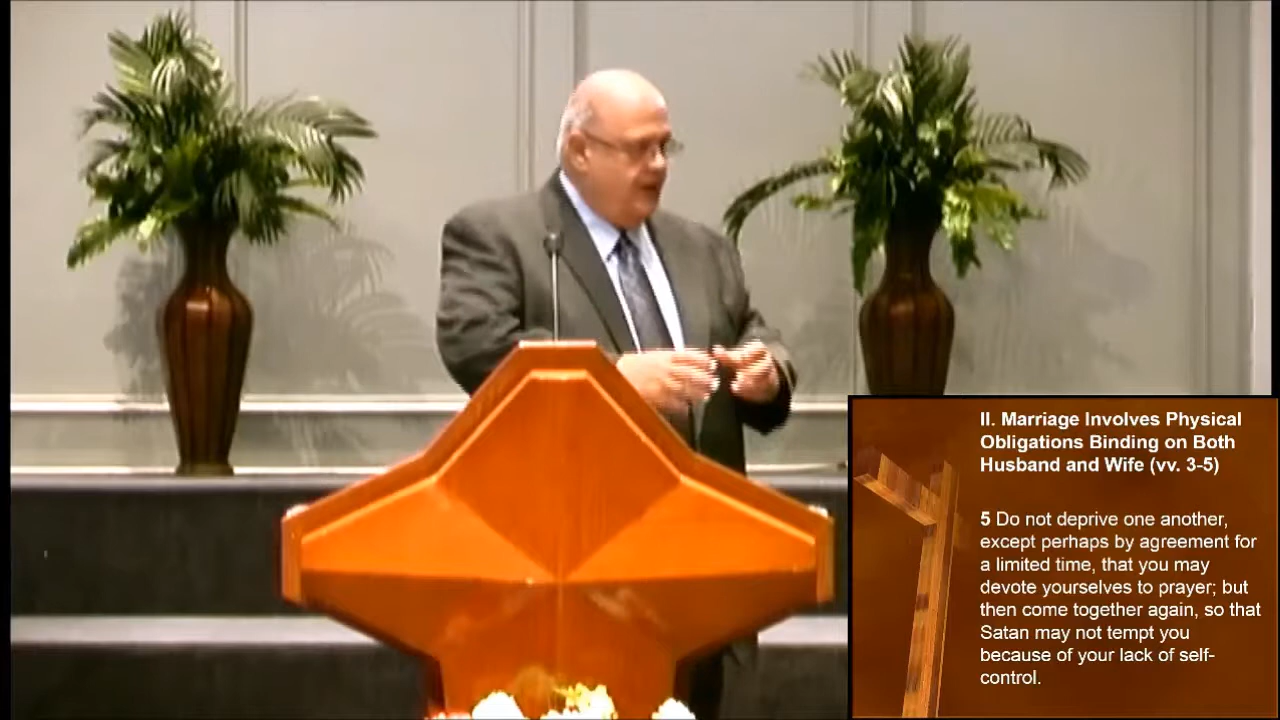 II. Marriage Involves Physical
Obligations Binding on Both
Husband and Wife (vv. 3-5)
5 Do not deprive one another,
except perhaps by agreement for
a limited time, that you may
devote yourselves to prayer; but
then come together again, so that
Satan may not tempt you
because of your lack of self-
control.